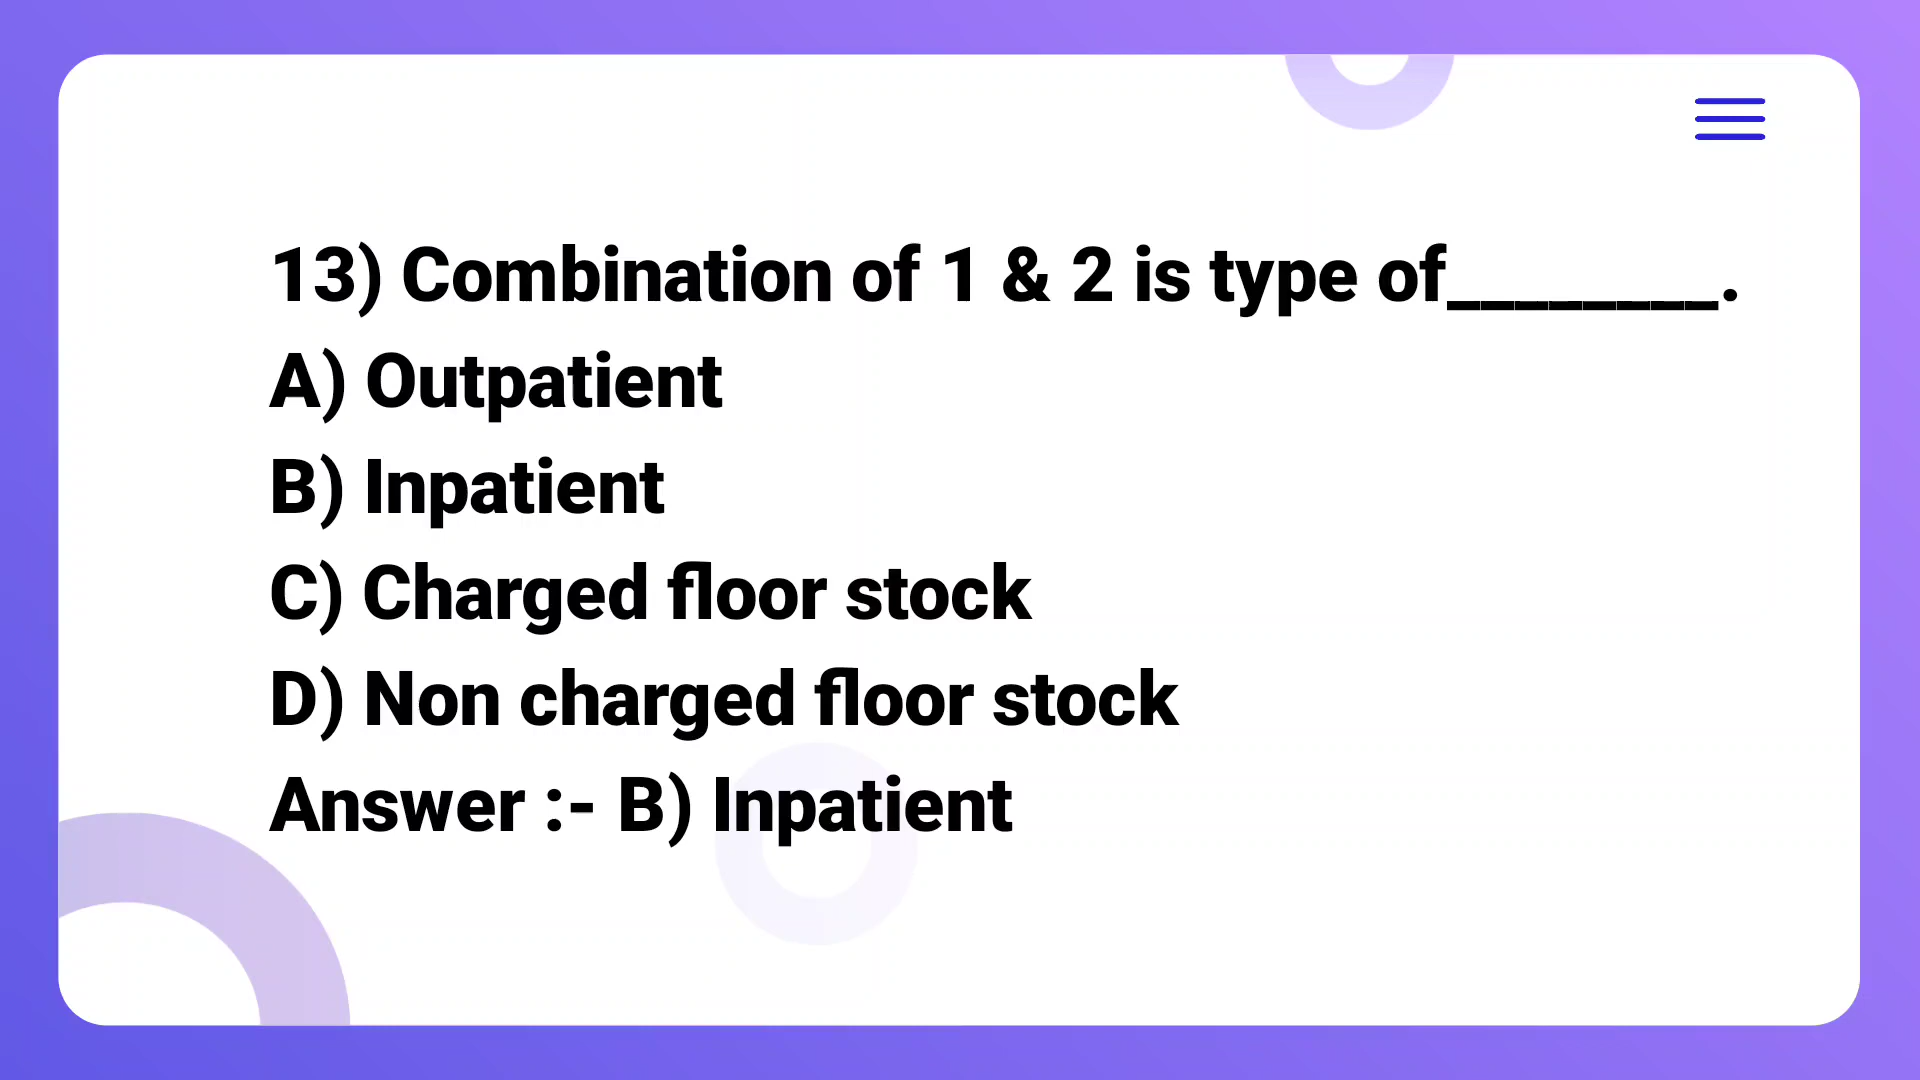 13) Combination of 1 & 2 is type of________.
A) Outpatient
B) Inpatient
C) Charged floor stock
D) Non charged floor stock
Answer :- B) Inpatient